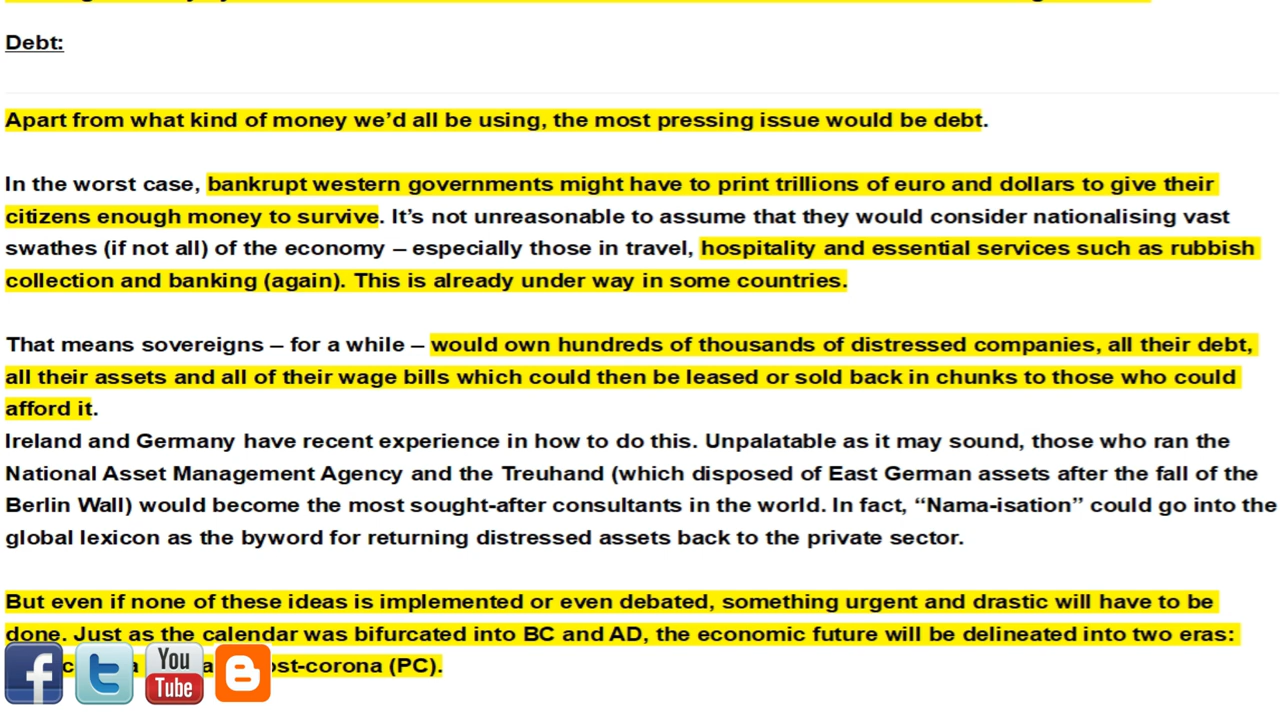 Debt:
Apart from what kind of money we’d all be using, the most pressing issue would be debt.
In the worst case, bankrupt western governments might have to print trillions of euro and dollars to give their
citizens enough money to survive. It’s not unreasonable to assume that they would consider nationalising vast
swathes (if not all) of the economy – especially those in travel, hospitality and essential services such as rubbish
collection and banking (again). This is already under way in some countries.
That means sovereigns – for a while – would own hundreds of thousands of distressed companies, all their debt,
all their assets and all of their wage bills which could then be leased or sold back in chunks to those who could
afford it.
Ireland and Germany have recent experience in how to do this. Unpalatable as it may sound, those who ran the
National Asset Management Agency and the Treuhand (which disposed of East German assets after the fall of the
Berlin Wall) would become the most sought-after consultants in the world. In fact, “Nama-isation” could go into the
global lexicon as the byword for returning distressed assets back to the private sector.
But even if none of these ideas is implemented or even debated, something urgent and drastic will have to be
done. Just as the calendar was bifurcated into BC and AD, the economic future will be delineated into two eras:
ost-corona (PC).
You
Tube